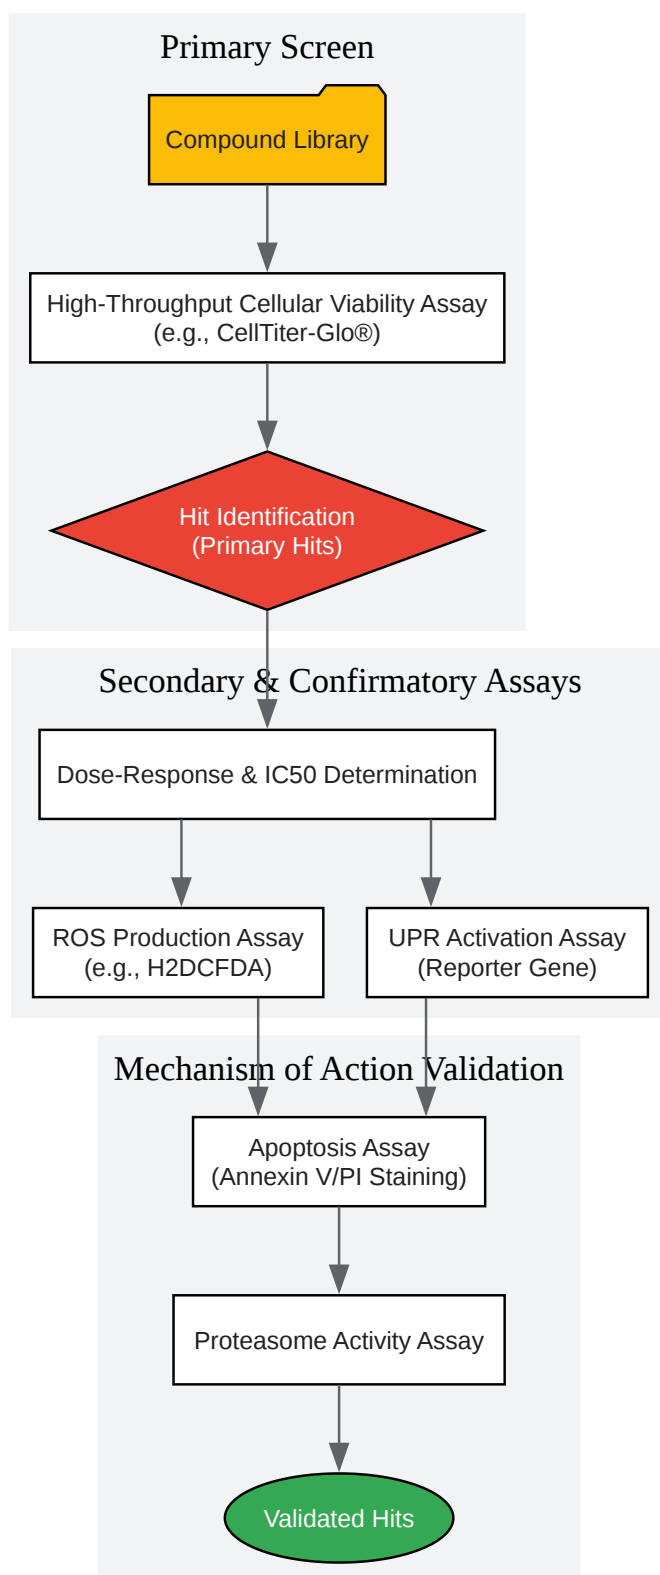 Primary Screen
Compound Library
High-Throughput Cellular Viability Assay
(e.g., CellTiter-Glo®)
Hit Identification
(Primary Hits)
Secondary & Confirmatory Assays
Dose-Response & IC50 Determination
ROS Production Assay
(e.g., H2DCFDA)
UPR Activation Assay
(Reporter Gene)
Mechanism of Action Validation
Apoptosis Assay
(Annexin V/PI Staining)
Proteasome Activity Assay
Validated Hits